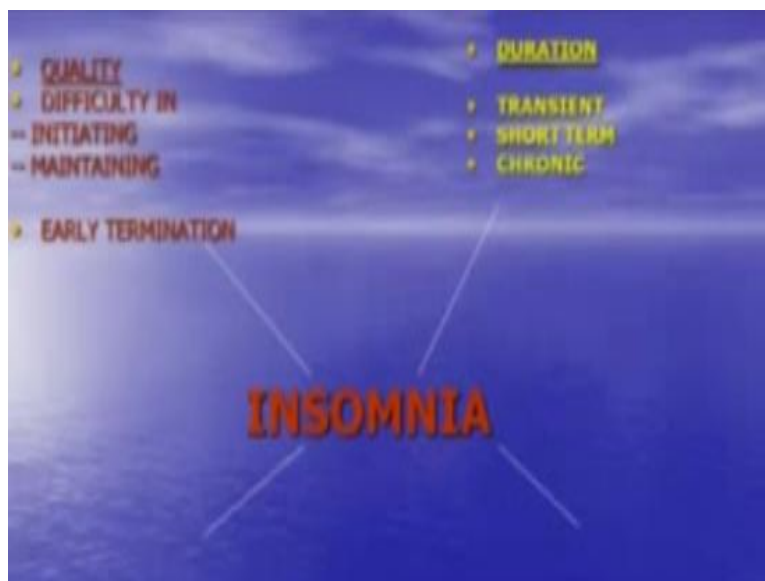 • QUALITY
• DIFFICULTY IN
-- INITIATING
-- MAINTAINING
• EARLY TERMINATION
• DURATION
• TRANSIENT
• SHORT TERM
• CHRONIC
INSOMNIA